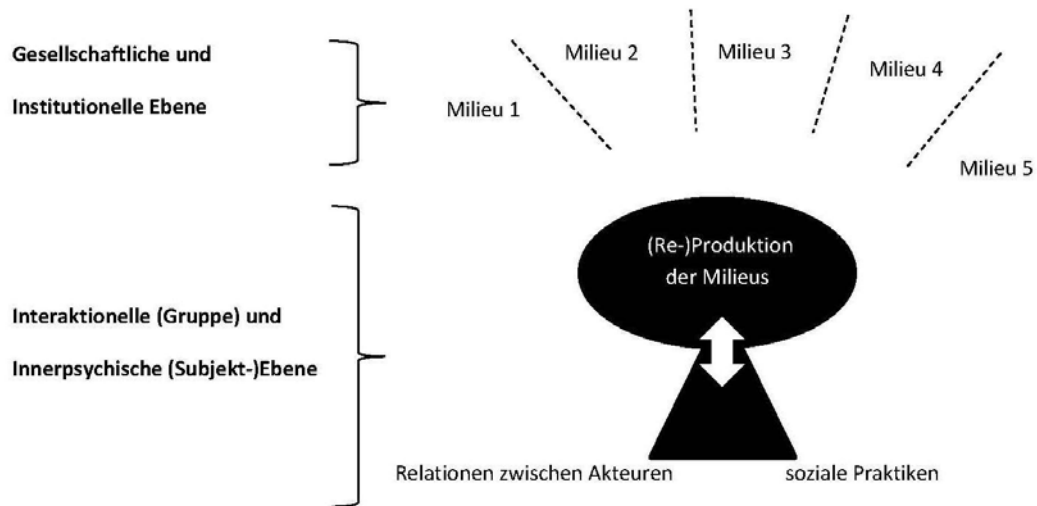 Gesellschaftliche und
Institutionelle Ebene
Milieu 1
Milieu 2
Milieu 3
Milieu 4
Milieu 5
(Re-)Produktion
der Milieus
Interaktionelle (Gruppe) und
Innerpsychische (Subjekt-)Ebene
Relationen zwischen Akteuren
soziale Praktiken